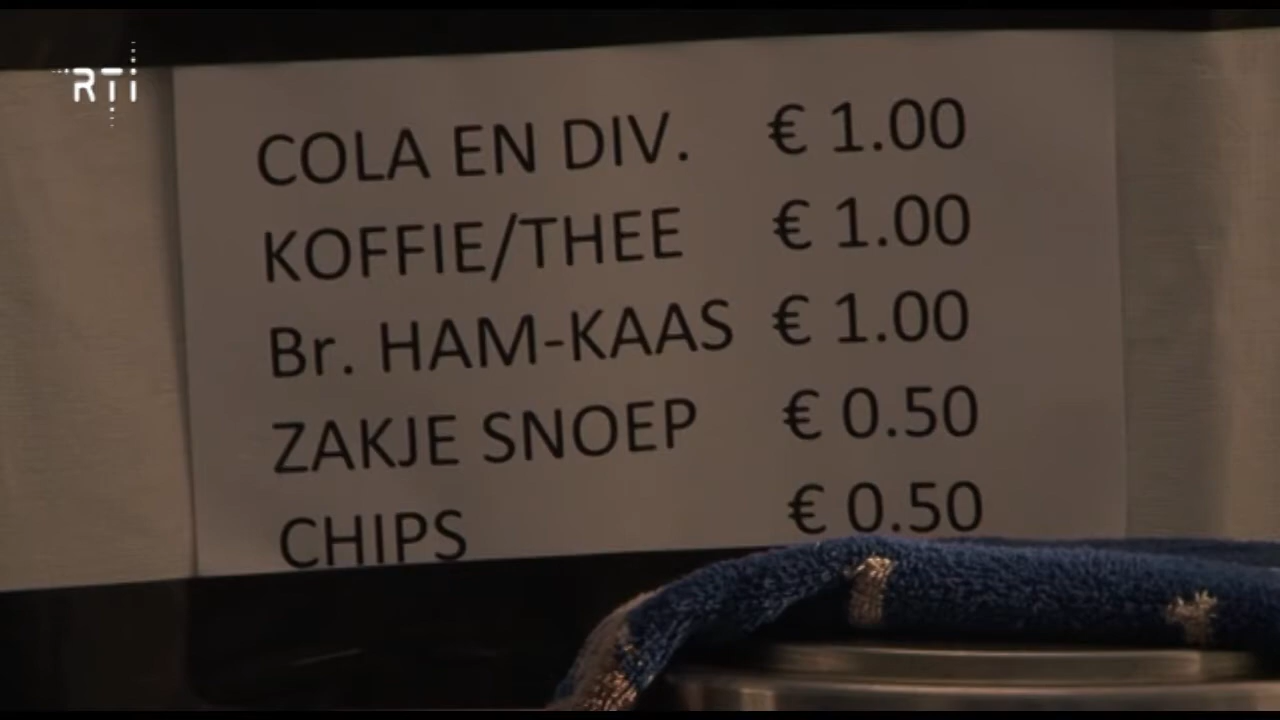 RTi
COLA EN DIV. € 1.00
KOFFIE/THEE € 1.00
Br. HAM-KAAS € 1.00
ZAKJE SNOEP € 0.50
CHIPS € 0.50